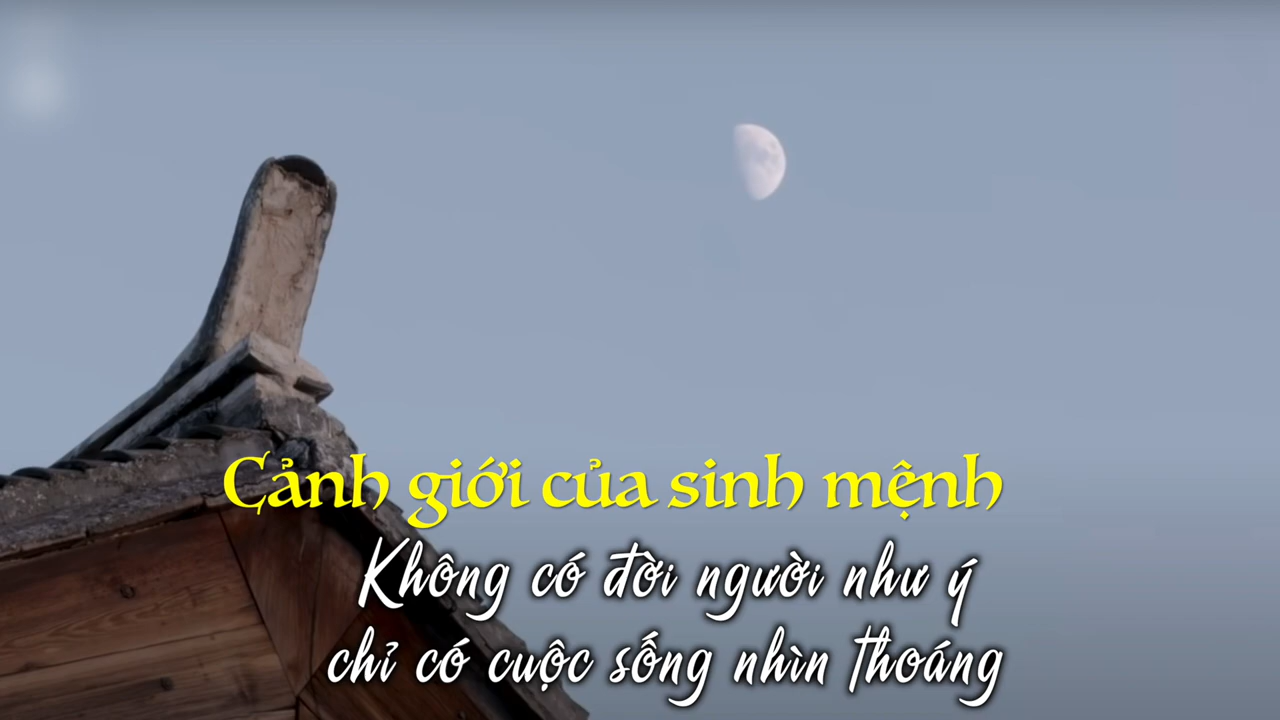 Cảnh giới của sinh mệnh
Không có đời người như ý
chỉ có cuộc sống nhìn thoáng